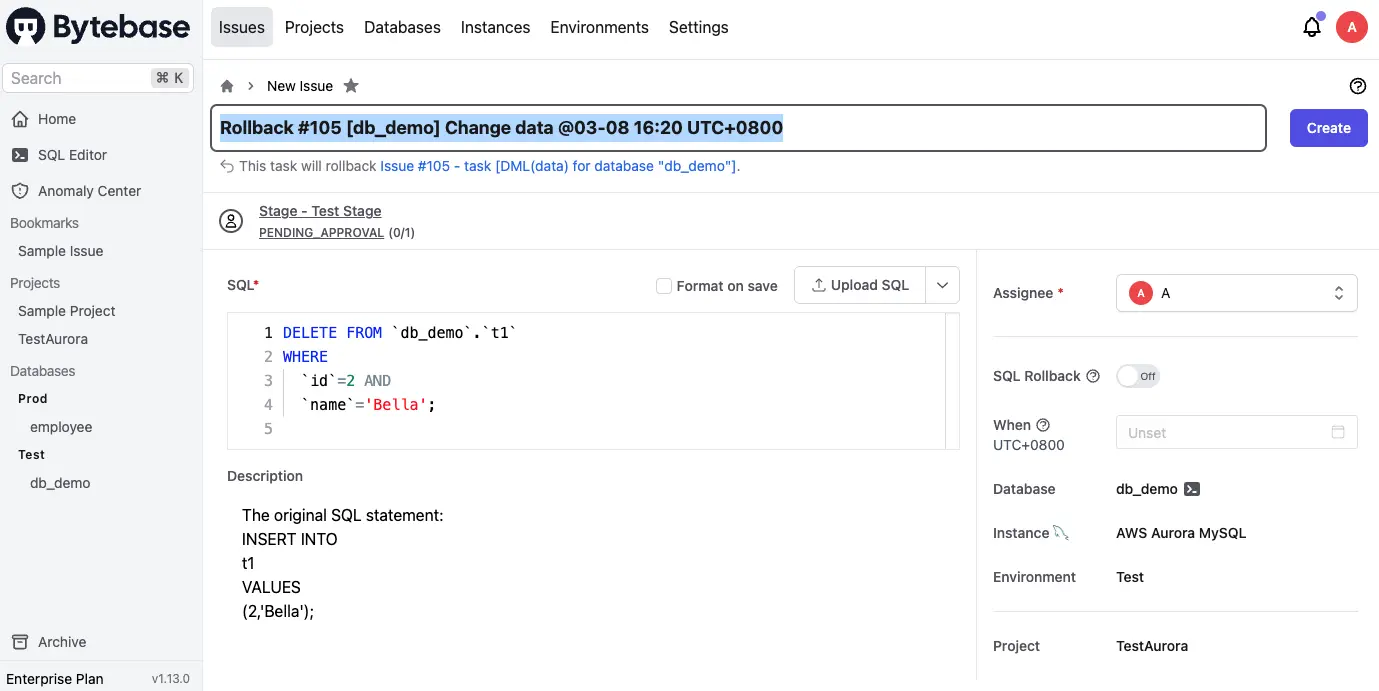 Bytebase
Issues Projects Databases Instances Environments Settings
A
Search ⌘ K
Home
SQL Editor
Anomaly Center
Bookmarks
Sample Issue
Projects
Sample Project
TestAurora
Databases
Prod
employee
Test
db_demo
Archive
Enterprise Plan v1.13.0
New Issue
Rollback #105 [db_demo] Change data @03-08 16:20 UTC+0800
Create
This task will rollback Issue #105 - task [DML(data) for database "db_demo"].
Stage - Test Stage
PENDING_APPROVAL (0/1)
SQL*
Format on save
Upload SQL
1 DELETE FROM `db_demo`.`t1`
2 WHERE
3 `id`=2 AND
4 `name`='Bella';
5
Description
The original SQL statement:
INSERT INTO
t1
VALUES
(2,'Bella');
Assignee * A A
SQL Rollback Off
When Unset
UTC+0800
Database db_demo
Instance AWS Aurora MySQL
Environment Test
Project TestAurora